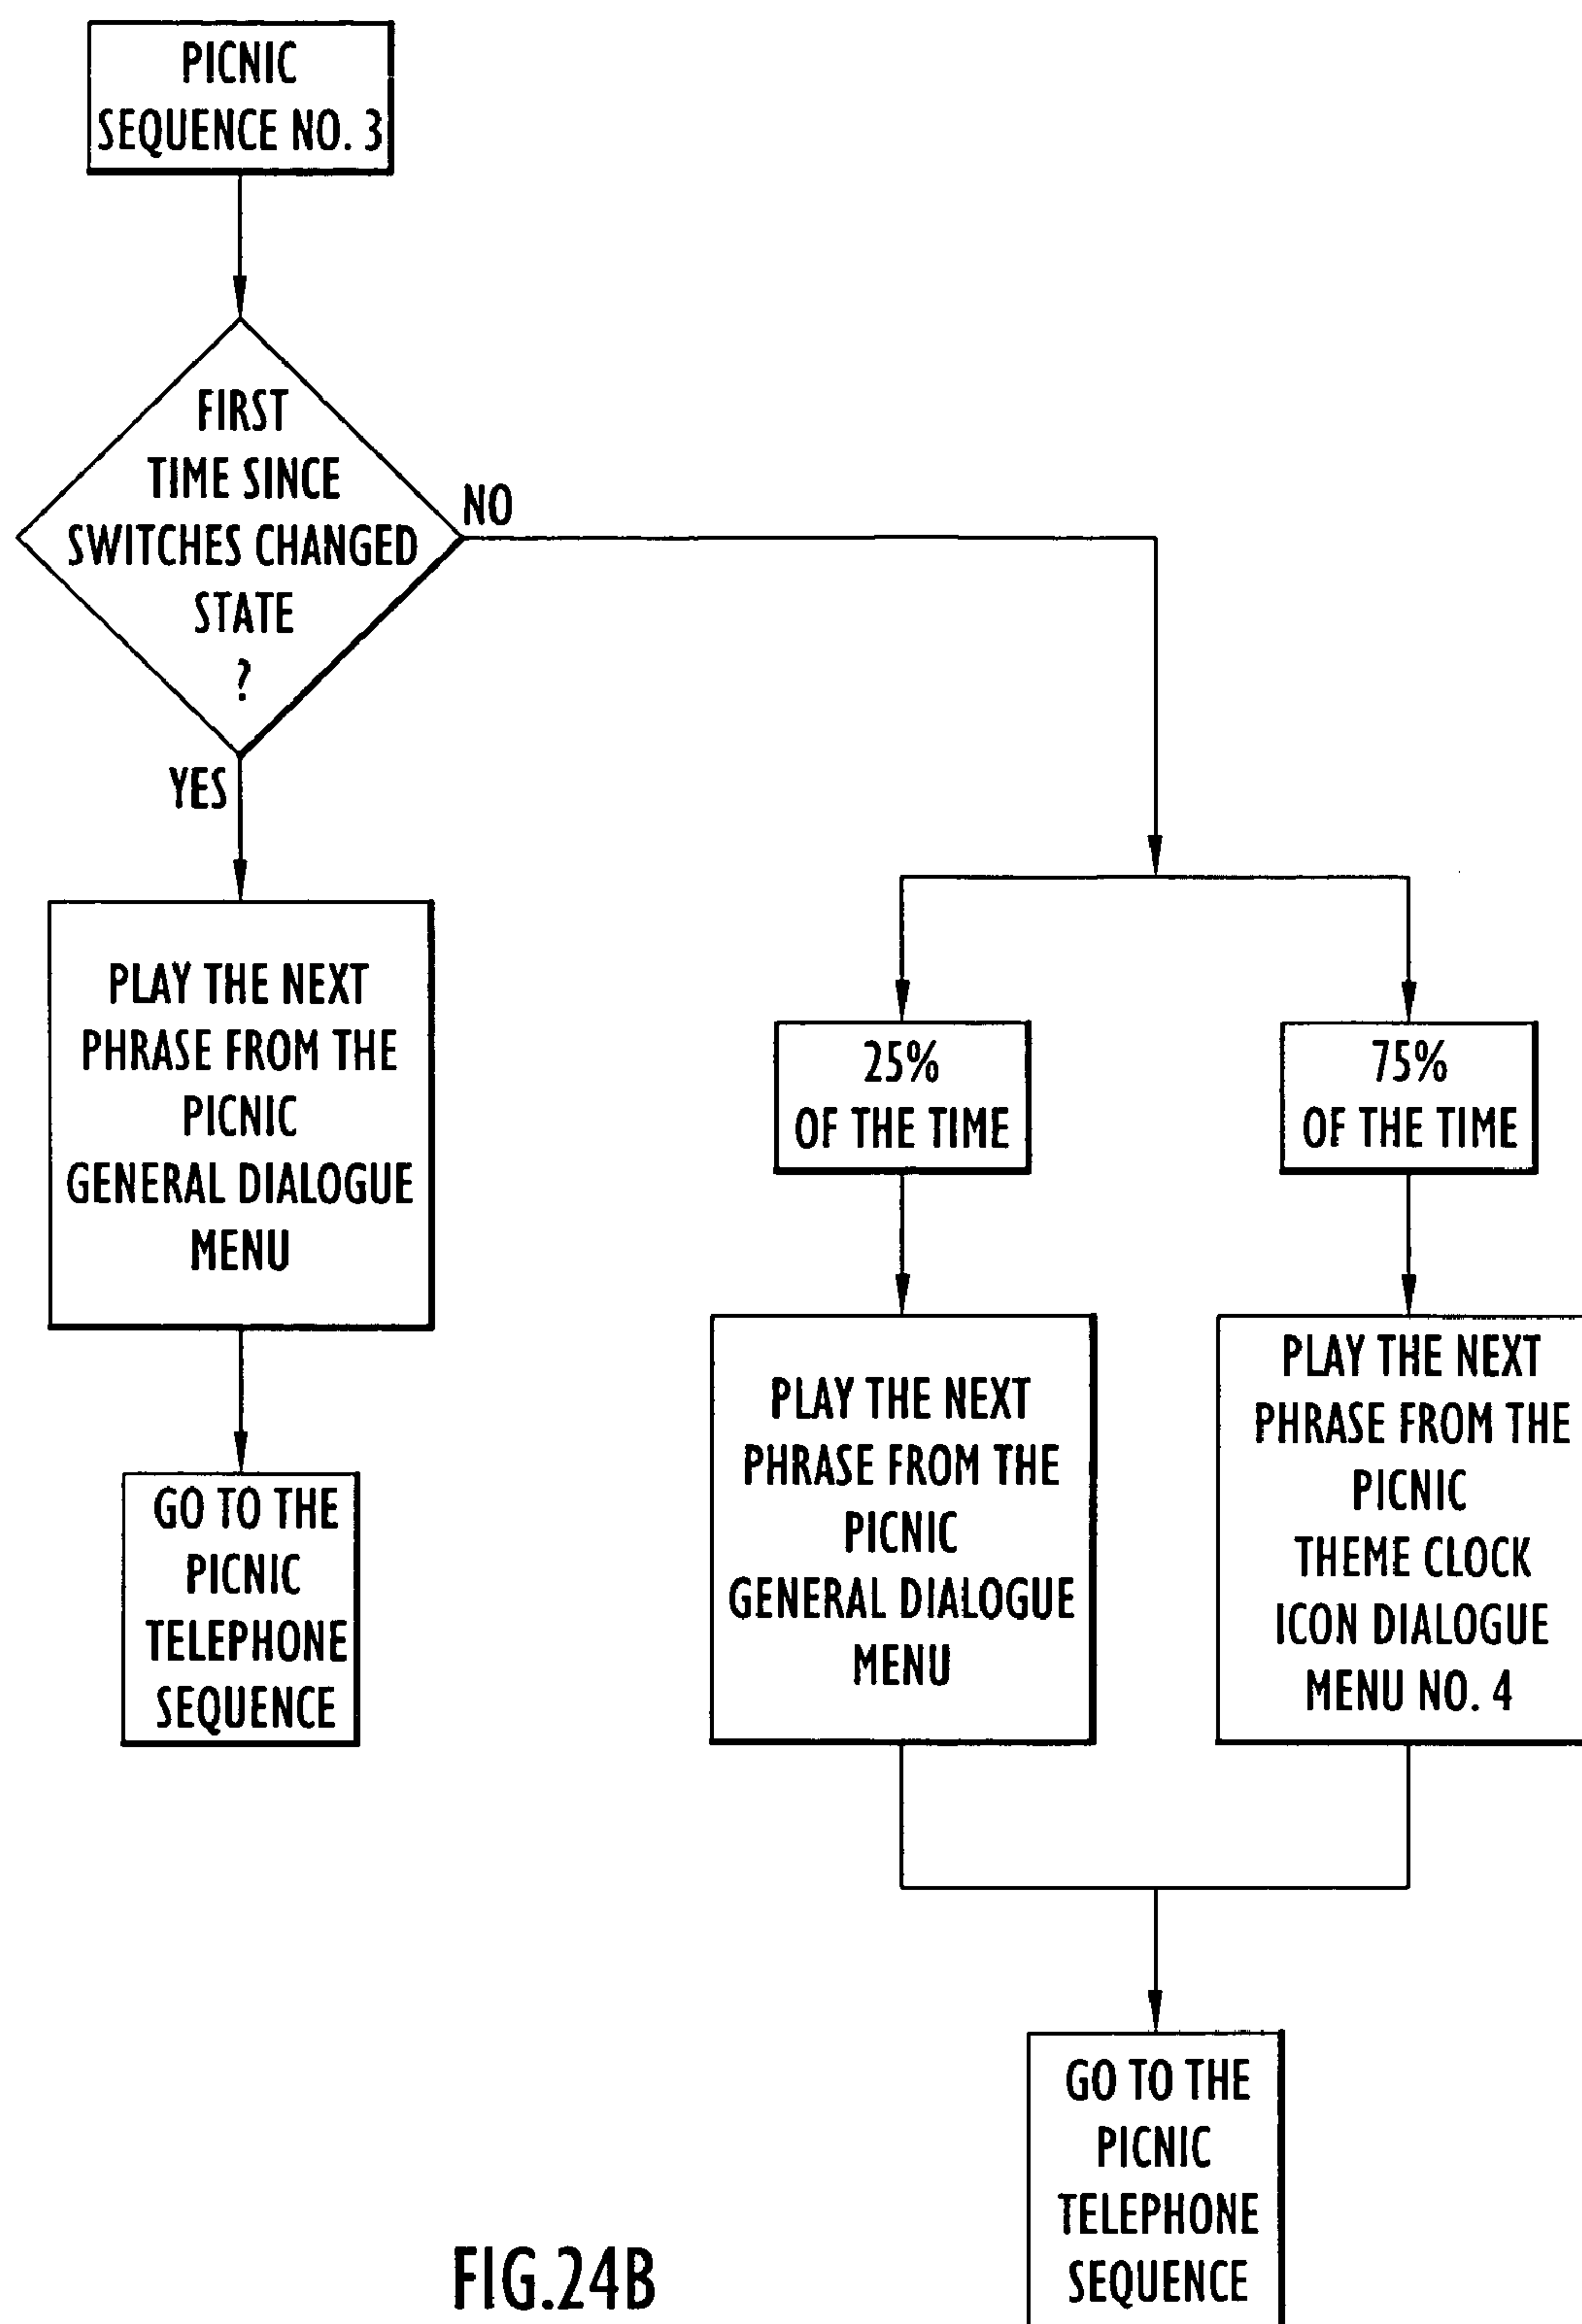 PICNIC
SEQUENCE NO. 3
FIRST
TIME SINCE
SWITCHES CHANGED
STATE
?
NO
YES
PLAY THE NEXT
PHRASE FROM THE
PICNIC
GENERAL DIALOGUE
MENU
GO TO THE
PICNIC
TELEPHONE
SEQUENCE
25%
OF THE TIME
75%
OF THE TIME
PLAY THE NEXT
PHRASE FROM THE
PICNIC
GENERAL DIALOGUE
MENU
PLAY THE NEXT
PHRASE FROM THE
PICNIC
THEME CLOCK
ICON DIALOGUE
MENU NO. 4
GO TO THE
PICNIC
TELEPHONE
SEQUENCE
FIG.24B